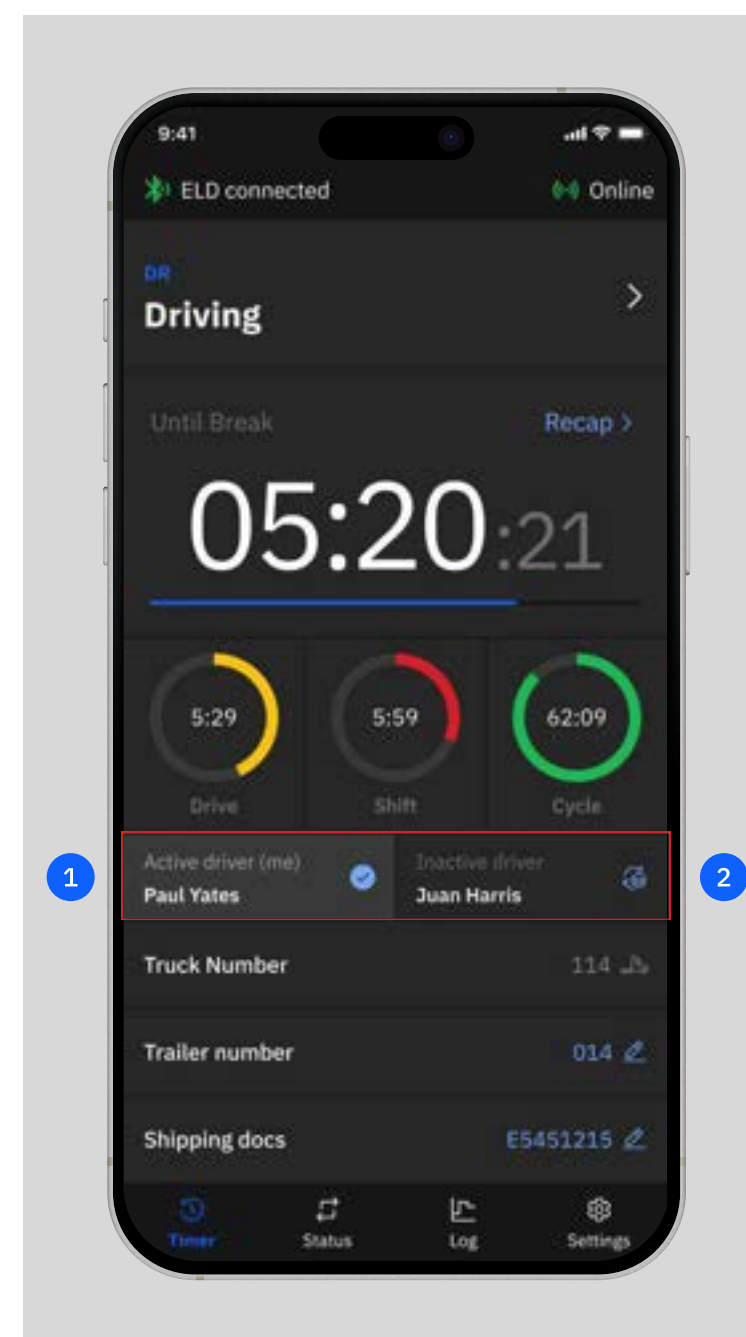 9:41
ELD connected
Online
DR
Driving
Until Break
Recap
05:20:21
5:29
5:59
62:09
Drive
Shift
Cycle
1
Active driver (me)
Paul Yates
Inactive driver
Juan Harris
2
Truck Number
114
Trailer number
014
Shipping docs
E5451215
Timer
Status
Log
Settings